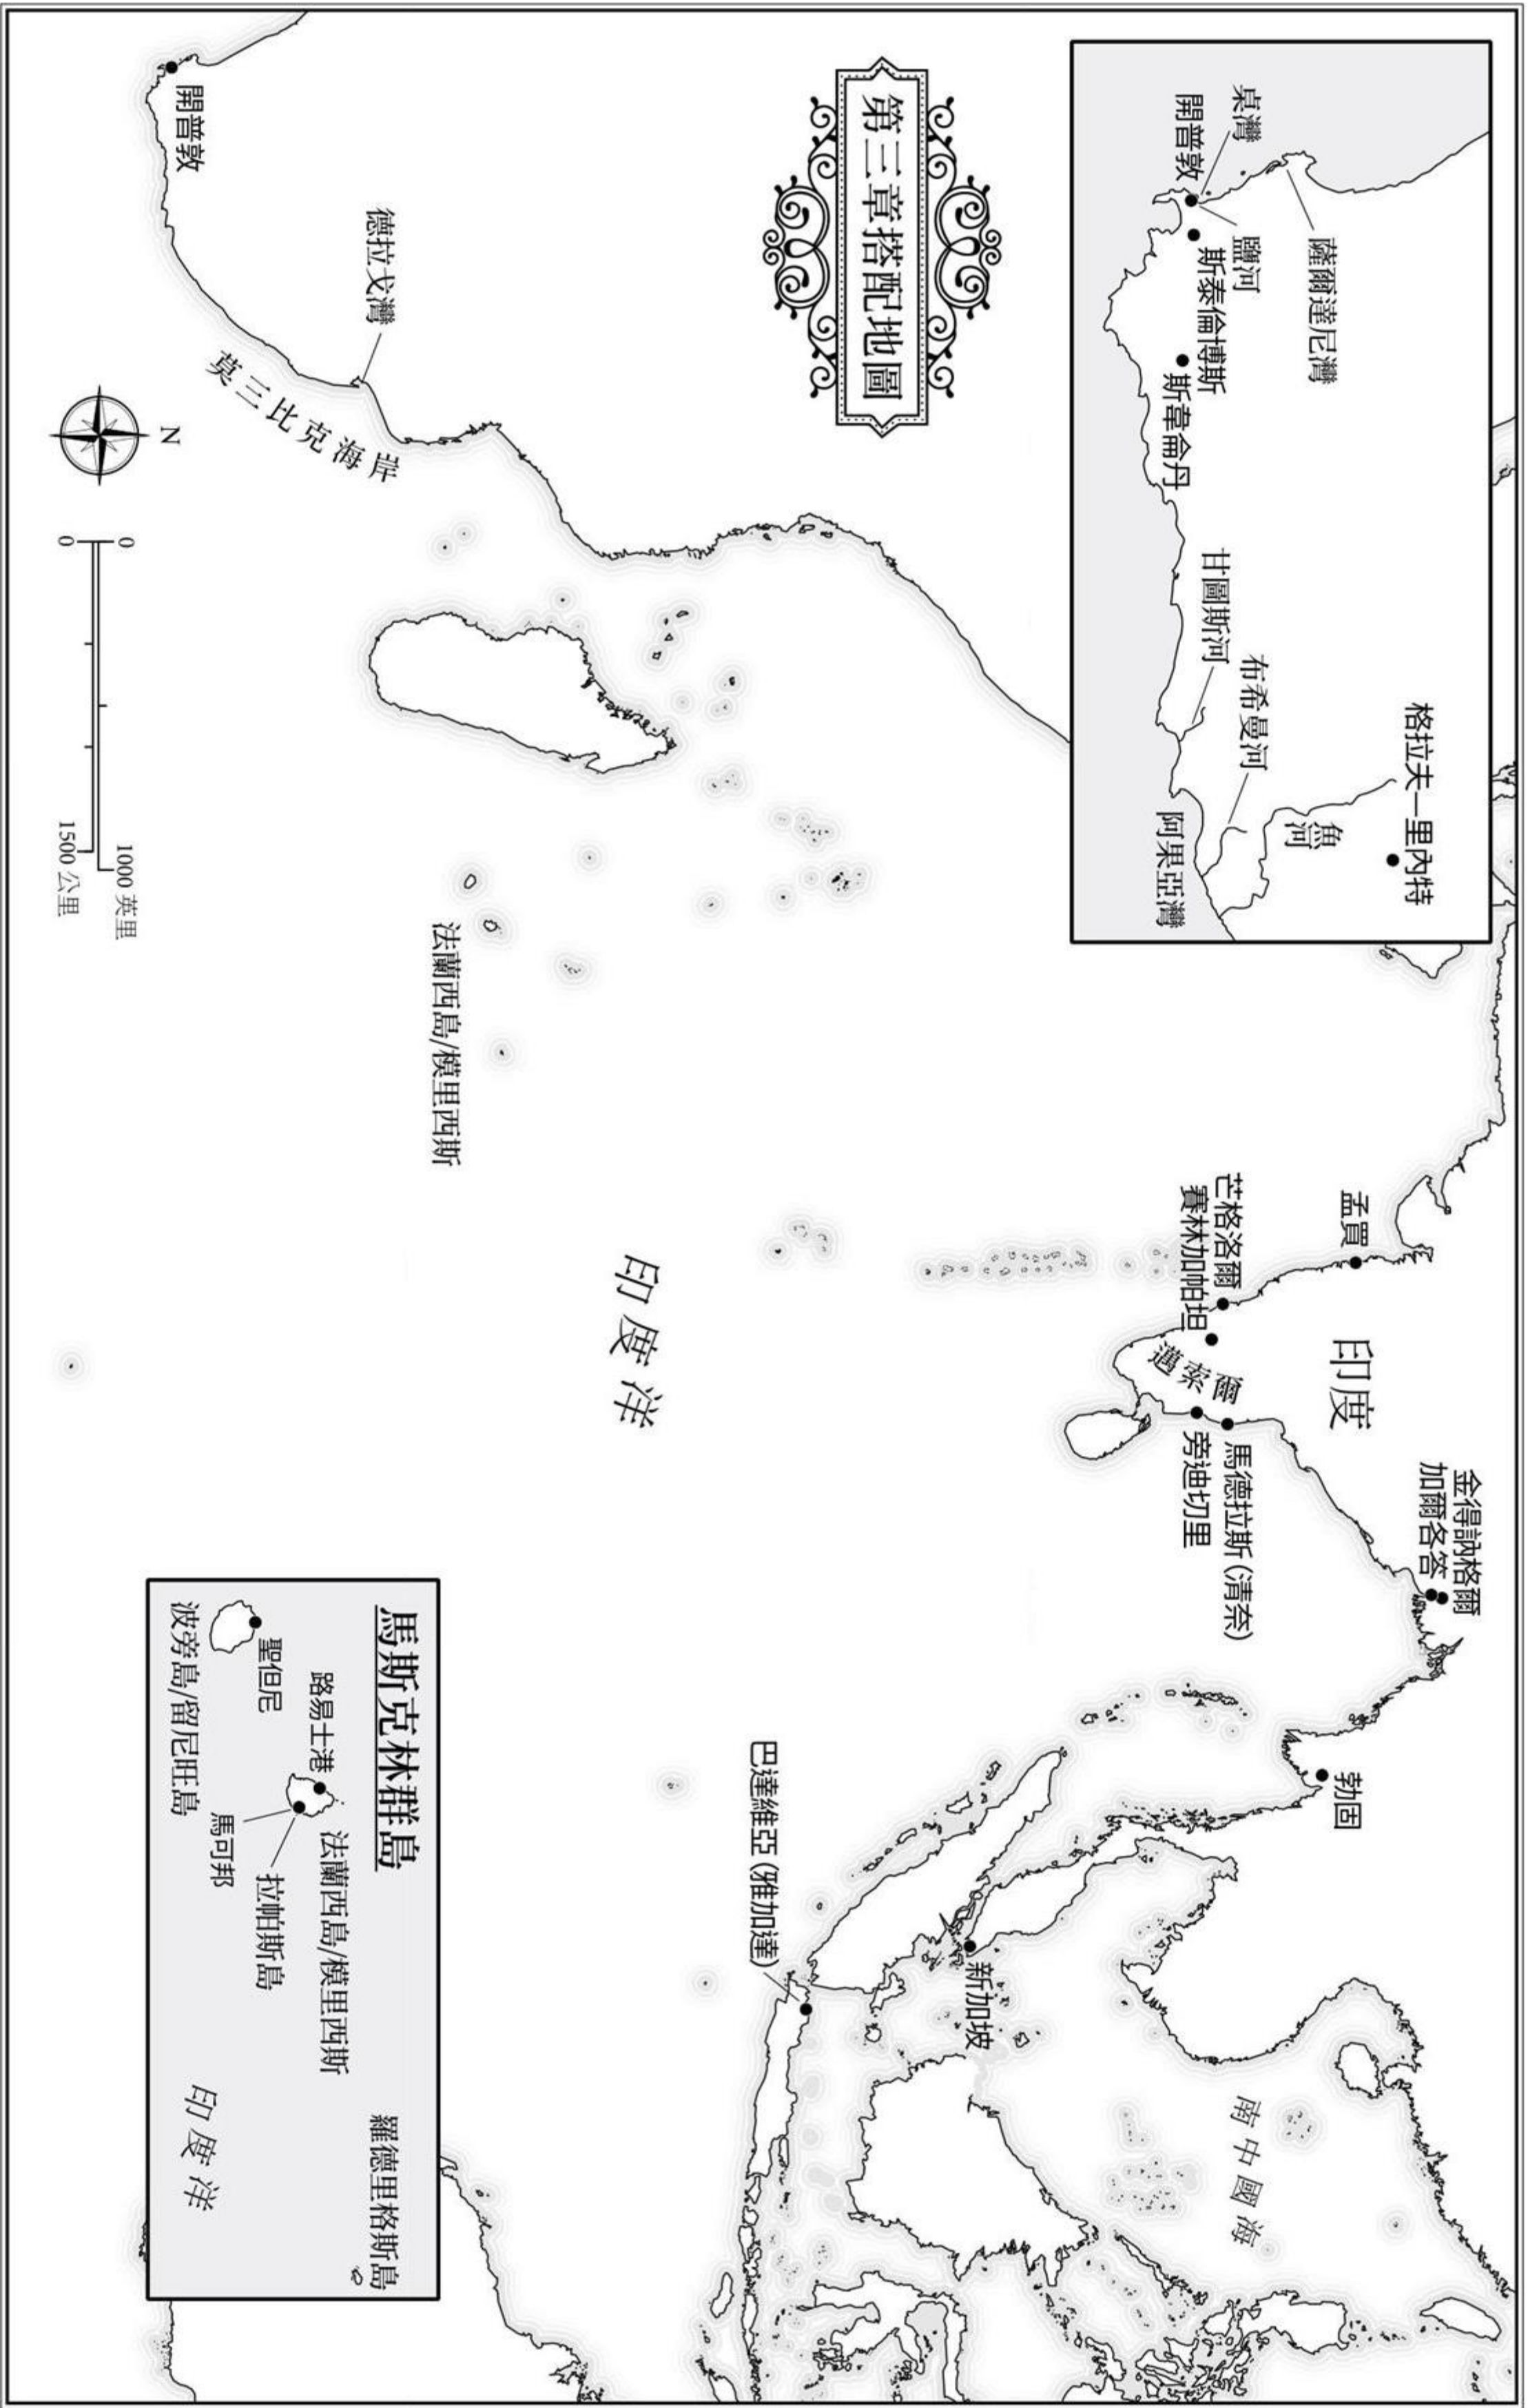 第三章搭配地圖
薩爾達尼灣
桌灣
開普敦
鹽河
斯泰倫博斯
斯韋侖丹
甘圖斯河
布希曼河
格拉夫—里內特
魚河
阿果亞灣
開普敦
德拉戈灣
莫三比克海岸
N
0
1000 英里
0
1500 公里
法蘭西島/模里西斯
印度洋
孟買
芒格洛爾
賽林加帕坦
邁索爾
印度
馬德拉斯 (清奈)
旁迪切里
金得訥格爾
加爾各答
勃固
新加坡
巴達維亞 (雅加達)
南中國海
馬斯克林群島
聖但尼
波旁島/留尼旺島
路易士港
法蘭西島/模里西斯
馬可邦
拉帕斯島
羅德里格斯島
印度洋